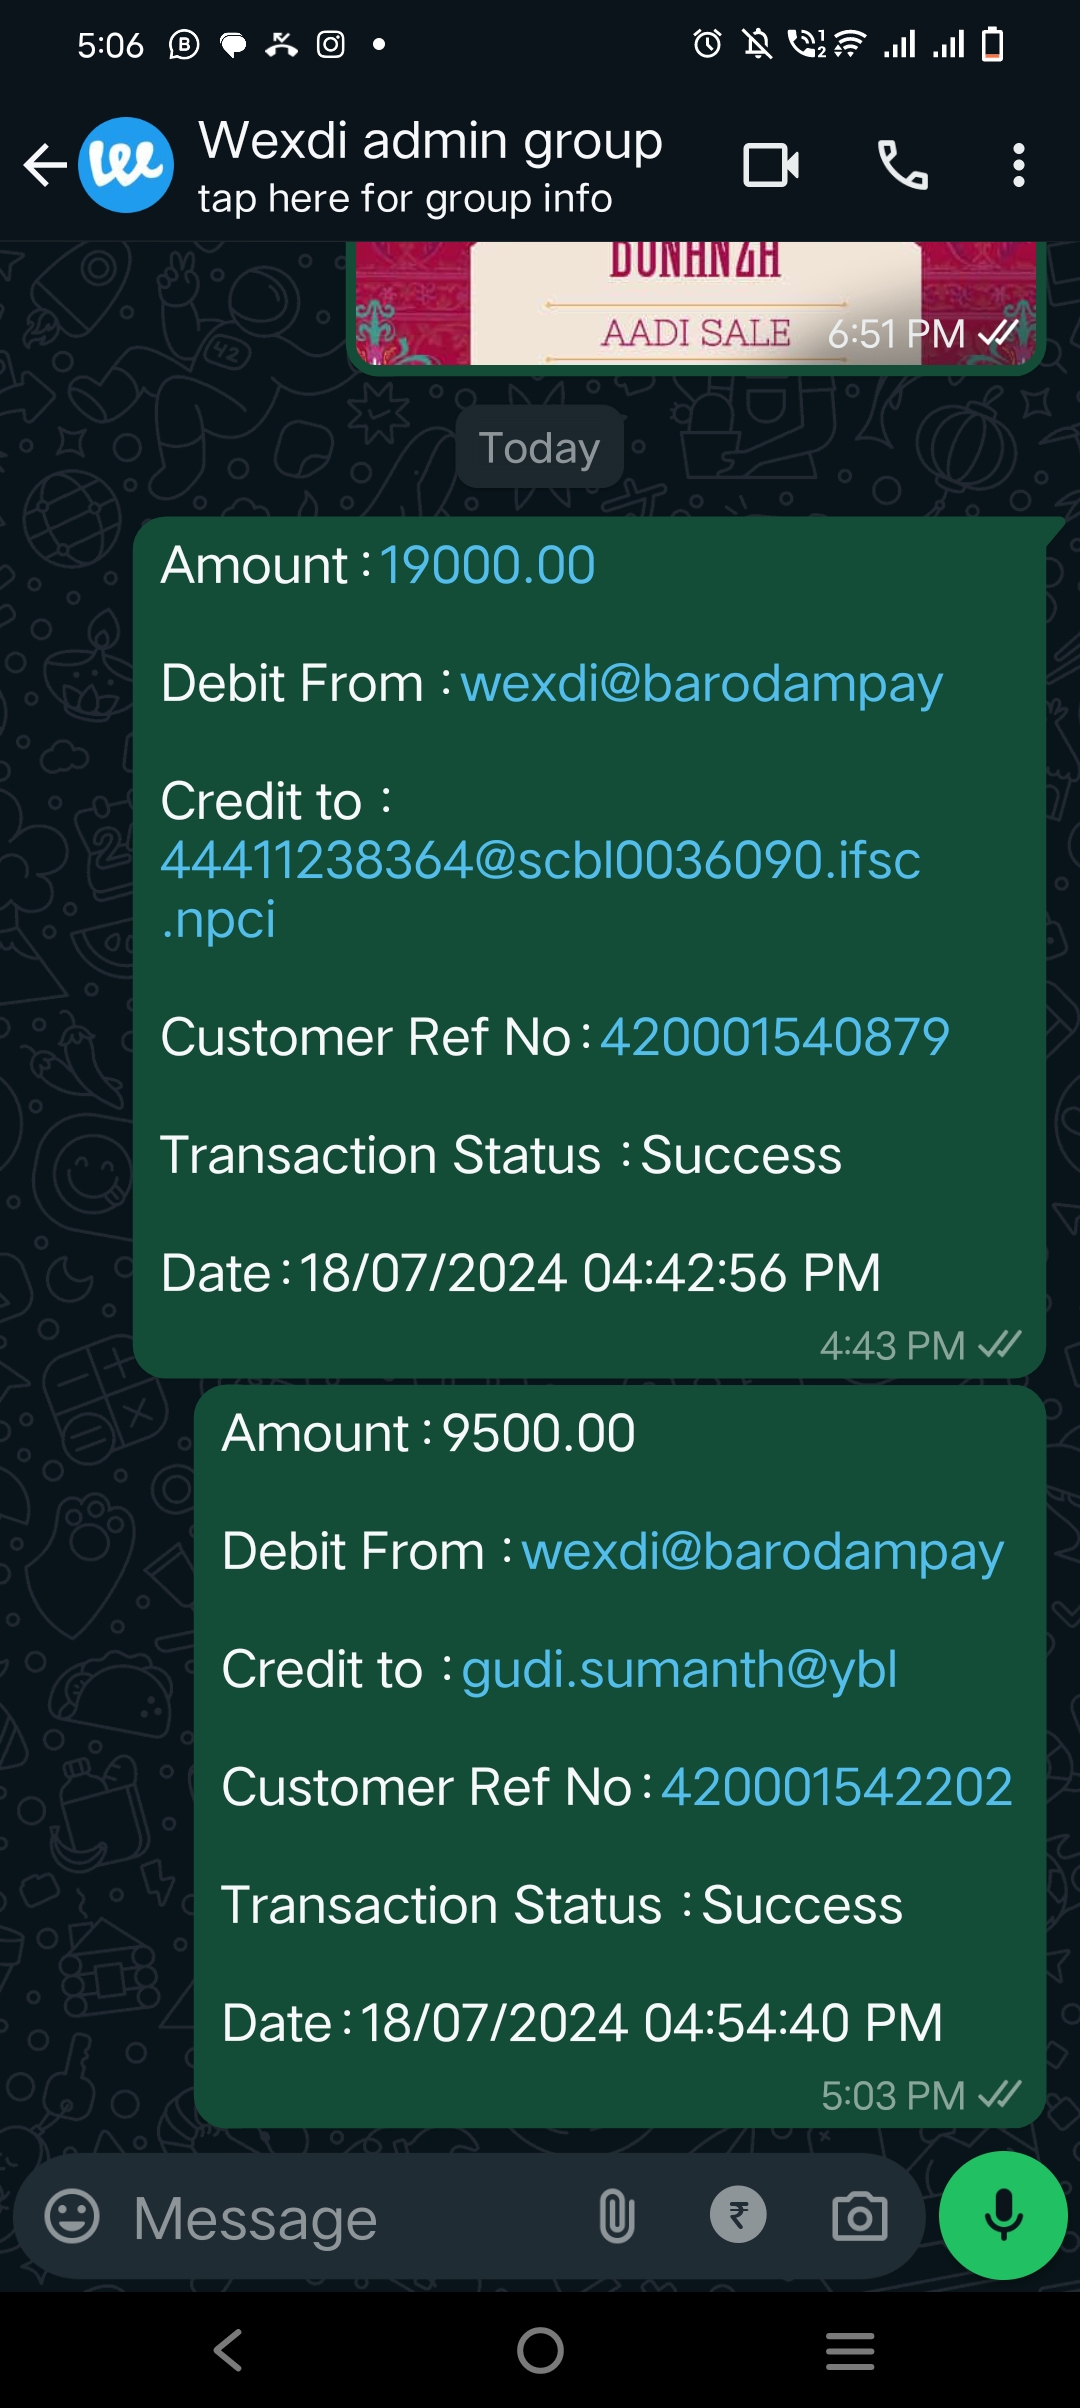 5:06
Wexdi admin group
tap here for group info
BONANZA
AADI SALE
6:51 PM
Today
Amount : 19000.00
Debit From : wexdi@barodampay
Credit to :
44411238364@scbl0036090.ifsc
.npci
Customer Ref No : 420001540879
Transaction Status : Success
Date : 18/07/2024 04:42:56 PM
4:43 PM
Amount : 9500.00
Debit From : wexdi@barodampay
Credit to : gudi.sumanth@ybl
Customer Ref No : 420001542202
Transaction Status : Success
Date : 18/07/2024 04:54:40 PM
5:03 PM
Message